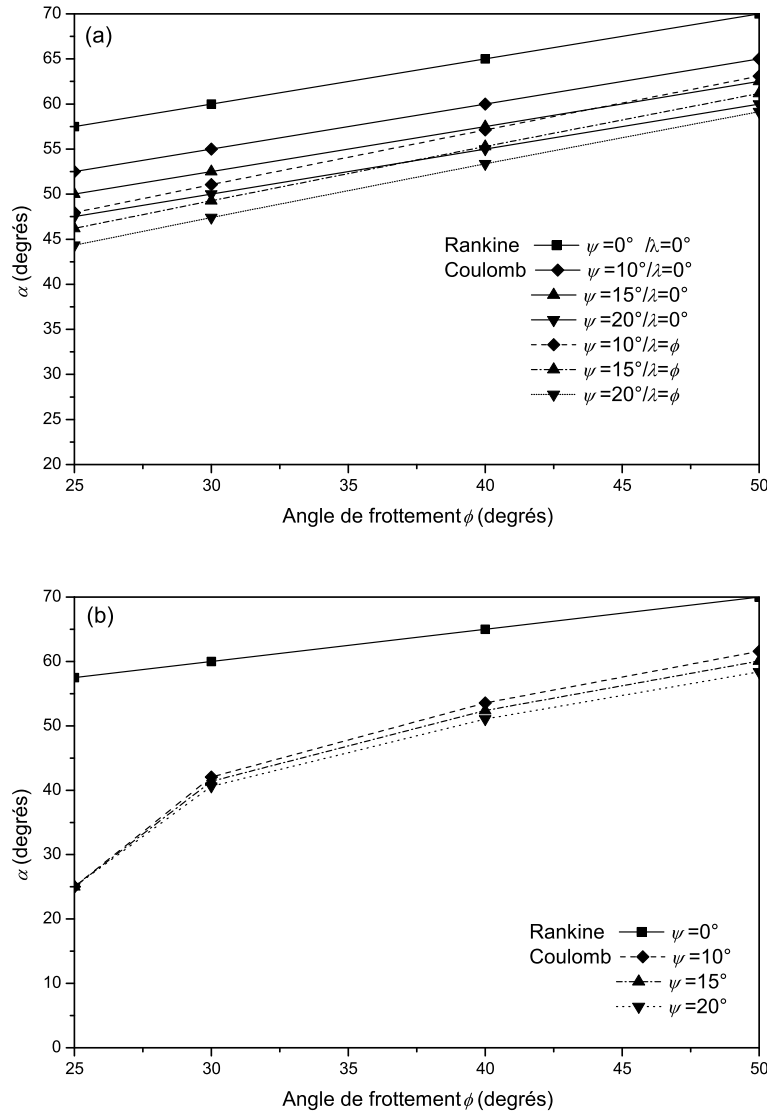 (a)
70
65
60
55
50
45
40
35
30
25
20
α (degrés)
Rankine ψ=0° /λ=0°
Coulomb ψ=10°/λ=0°
ψ=15°/λ=0°
ψ=20°/λ=0°
ψ=10°/λ=ϕ
ψ=15°/λ=ϕ
ψ=20°/λ=ϕ
25 30 35 40 45 50
Angle de frottement ϕ (degrés)
(b)
70
60
50
40
30
20
10
0
α (degrés)
Rankine ψ=0°
Coulomb ψ=10°
ψ=15°
ψ=20°
25 30 35 40 45 50
Angle de frottement ϕ (degrés)